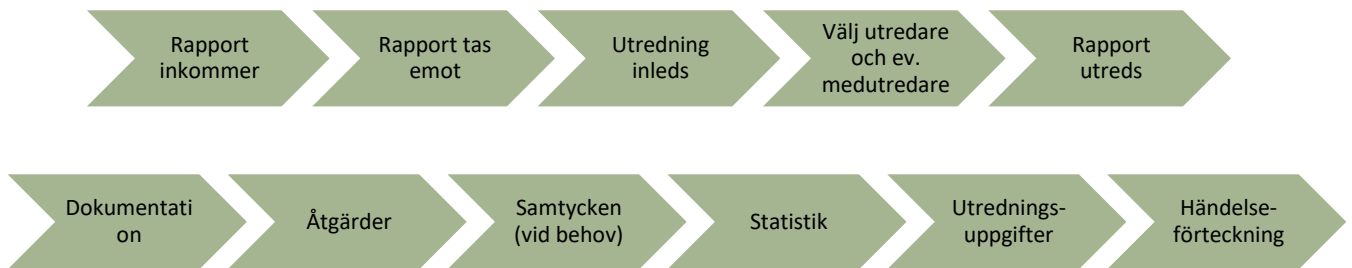 Rapport
inkommer
Rapport tas
emot
Utredning
inleds
Välj utredare
och ev.
medutredare
Rapport
utreds
Dokumentati
on
Åtgärder
Samtycken
(vid behov)
Statistik
Utrednings-
uppgifter
Händelse-
förteckning